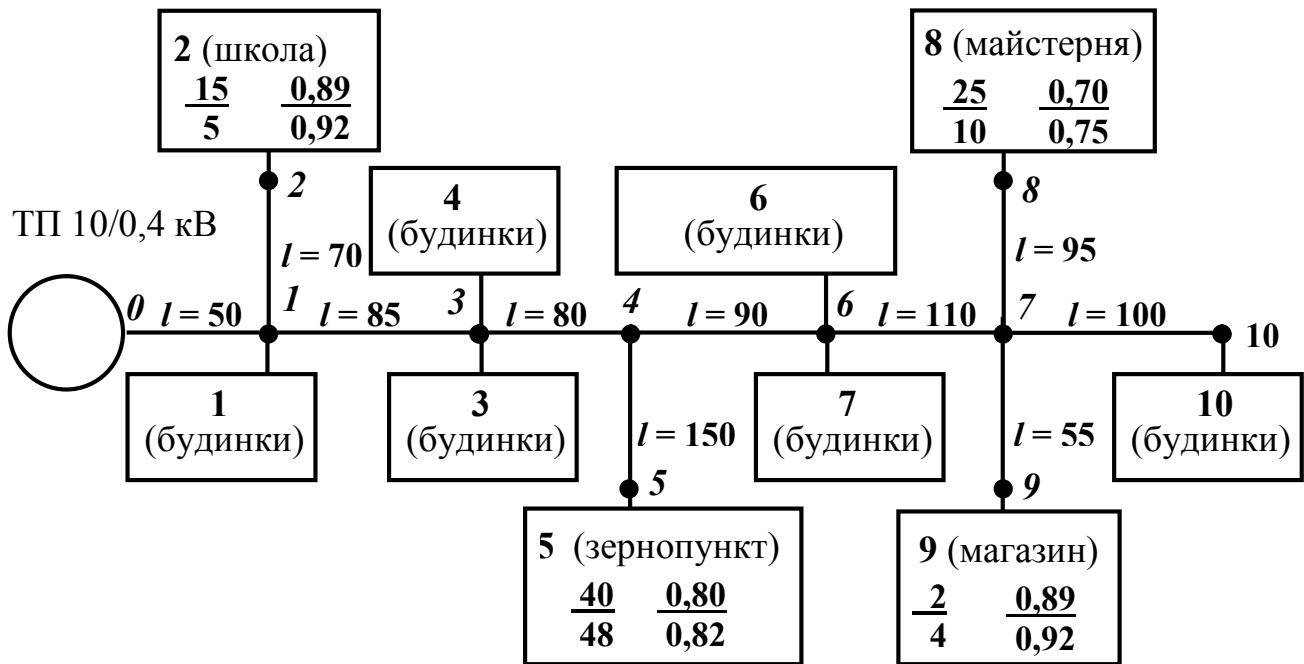 2 (школа)
15 0,89
5 0,92
8 (майстерня)
25 0,70
10 0,75
2
4
(будинки)
6
(будинки)
8
ТП 10/0,4 кВ
l = 70
l = 95
0 l = 50 1 l = 85 3 l = 80 4 l = 90 6 l = 110 7 l = 100 10
1
(будинки)
3
(будинки)
l = 150
7
(будинки)
l = 55
10
(будинки)
5
9
5 (зернопункт)
40 0,80
48 0,82
9 (магазин)
2 0,89
4 0,92